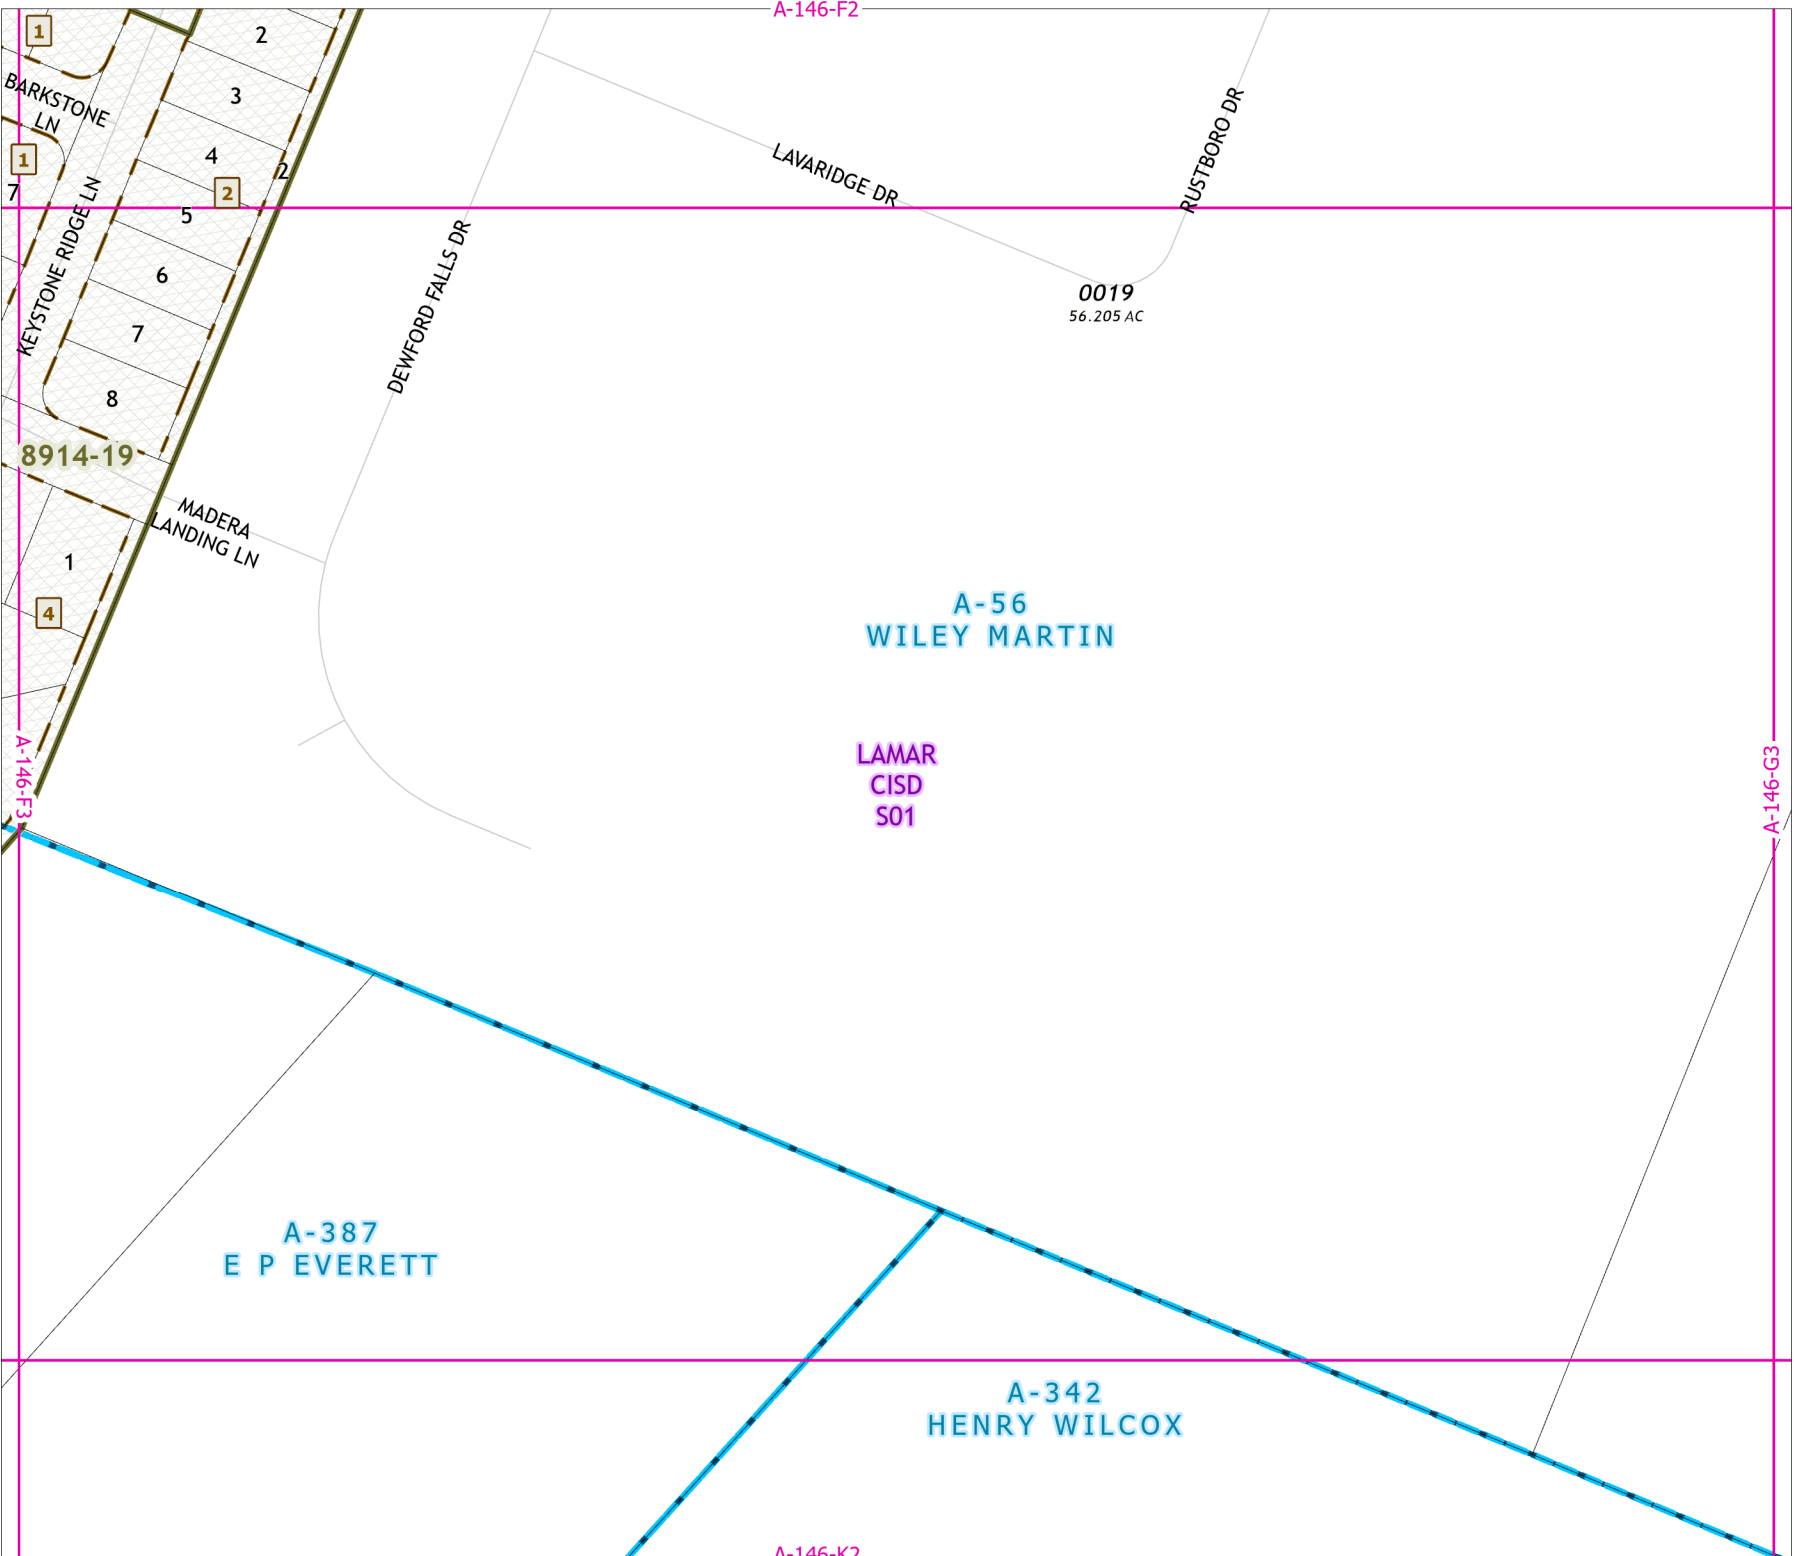 A-146-F2
1
2
BARKSTONE
LN
3
RUSTBORO DR
1
4
2
LAVARIDGE DR
7
2
5
KEYSTONE RIDGE LN
6
DEWFORD FALLS DR
0019
56.205 AC
7
8
8914-19
MADERA
LANDING LN
1
4
A-56
WILEY MARTIN
LAMAR
CISD
S01
A-146-F3
A-146-G3
A-387
E P EVERETT
A-342
HENRY WILCOX
A-146-K2